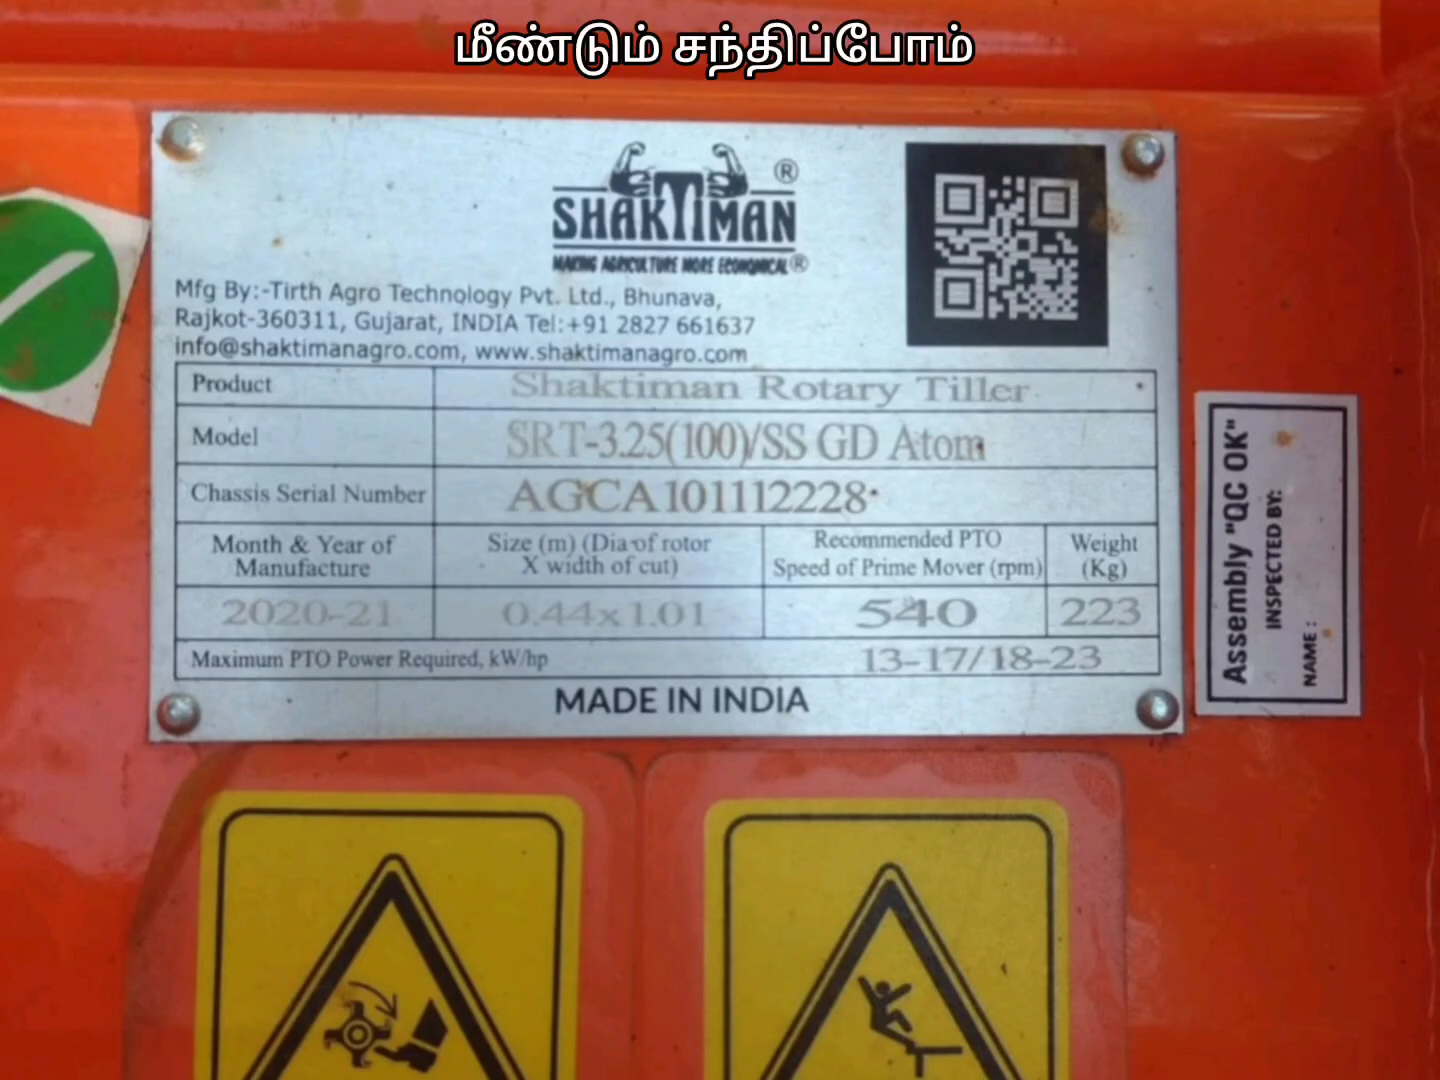 மீண்டும் சந்திப்போம்
SHAKTIMAN ®
MAKING AGRICULTURE MORE ECONOMICAL ®
Mfg By:-Tirth Agro Technology Pvt. Ltd., Bhunava,
Rajkot-360311, Gujarat, INDIA Tel:+91 2827 661637
info@shaktimanagro.com, www.shaktimanagro.com
Product Shaktiman Rotary Tiller
Model SRT-3.25(100)/SS GD Atom
Chassis Serial Number AGCA101112228
Month & Year of Manufacture
Size (m) (Dia of rotor X width of cut)
Recommended PTO Speed of Prime Mover (rpm)
Weight (Kg)
2020-21 0.44x1.01 540 223
Maximum PTO Power Required, kW/hp 13-17/18-23
MADE IN INDIA
Assembly "QC OK"
INSPECTED BY:
NAME :